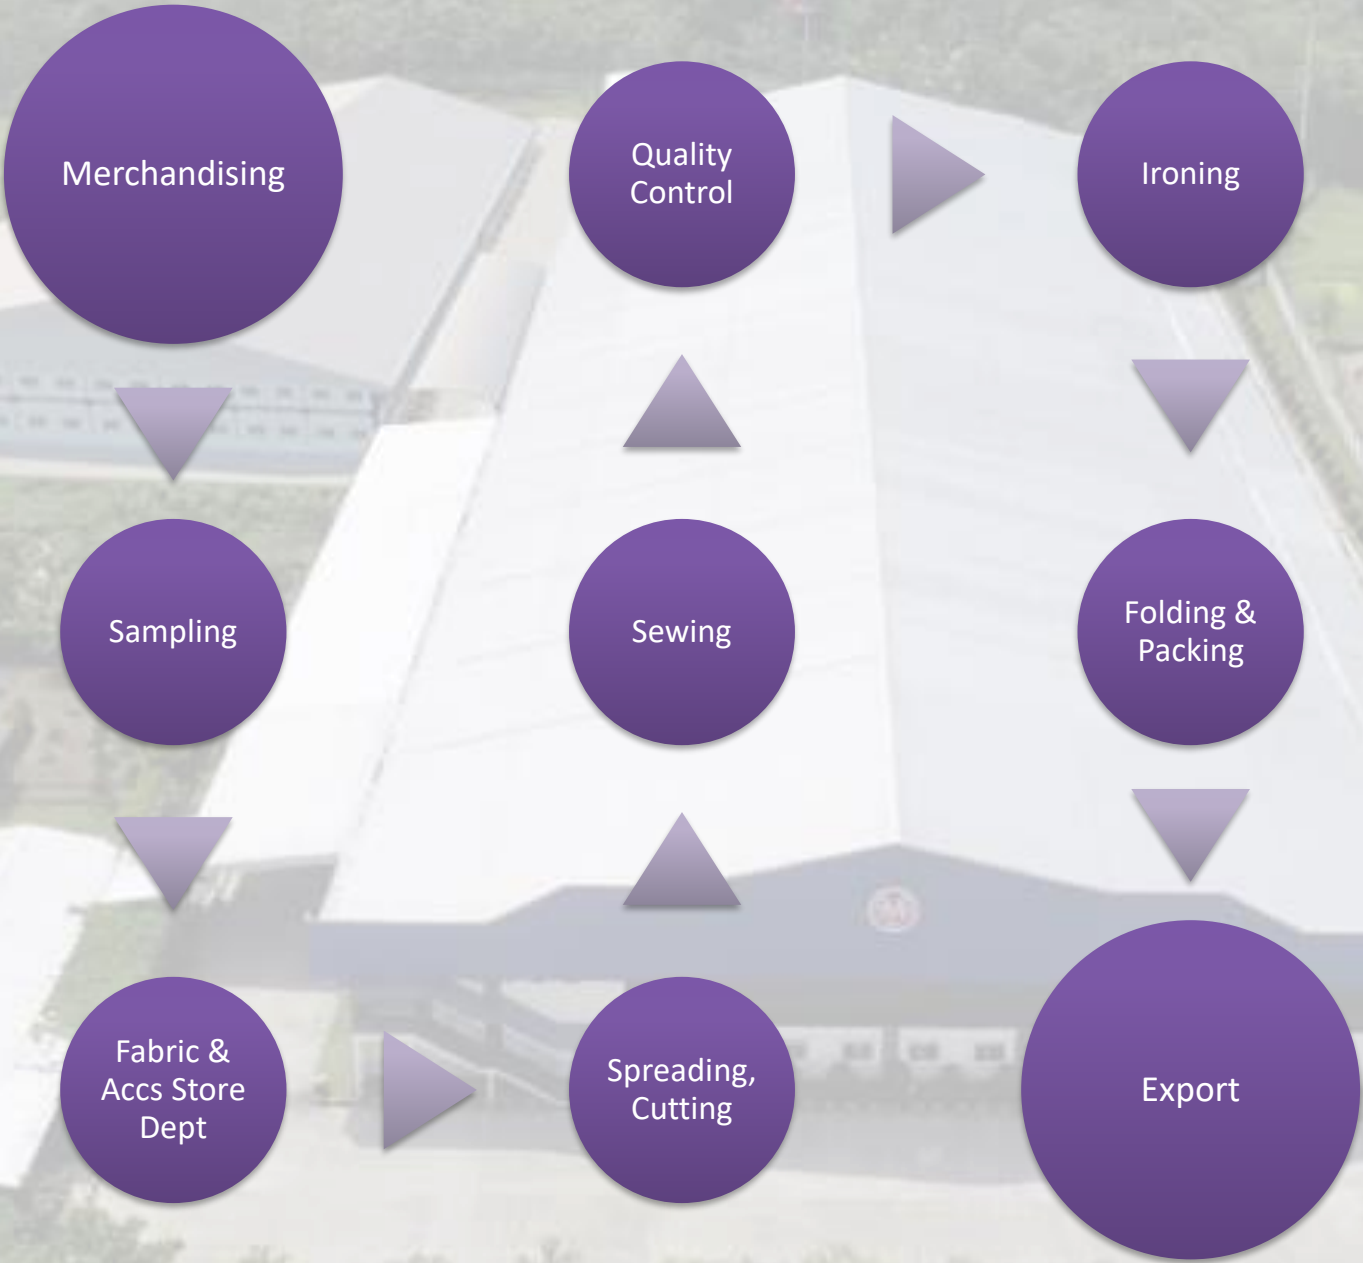 Merchandising
Sampling
Fabric &
Accs Store
Dept
Spreading,
Cutting
Sewing
Quality
Control
Ironing
Folding &
Packing
Export